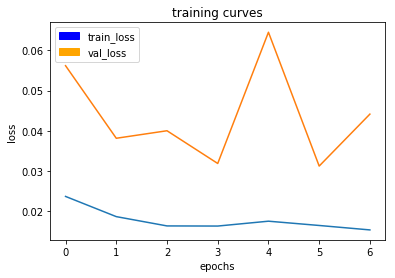 training curves
train_loss
val_loss
0.06
0.05
0.04
0.03
0.02
loss
0 1 2 3 4 5 6
epochs